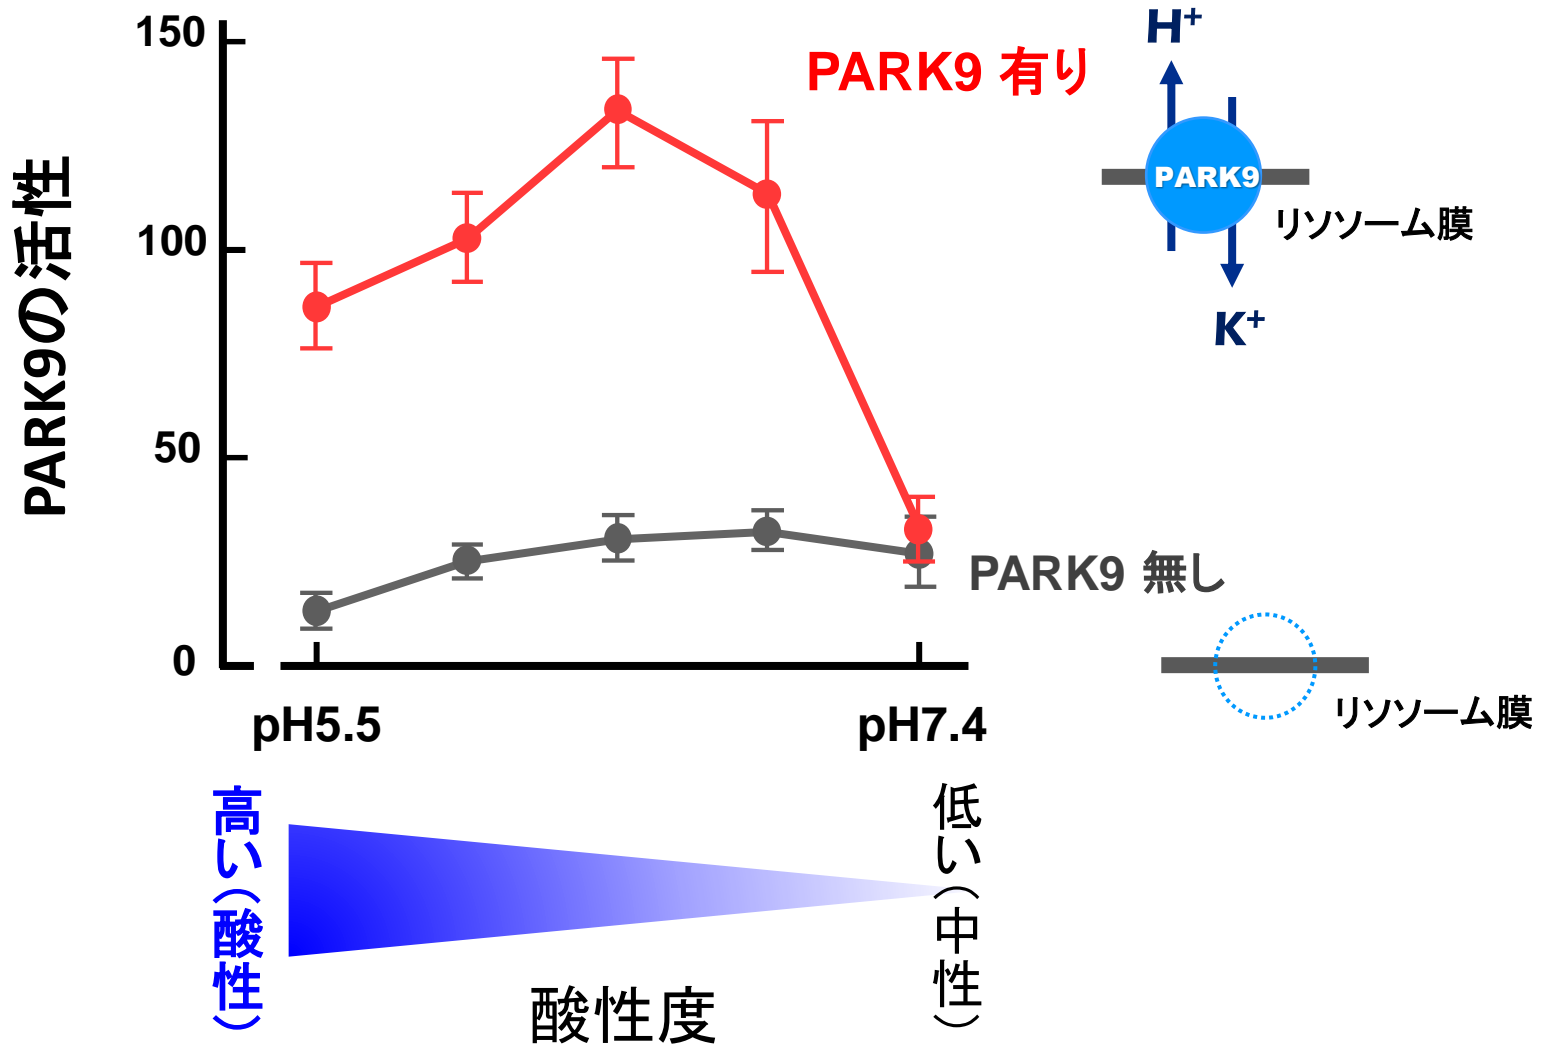 PARK9の活性
150
100
50
0
PARK9 有り
PARK9 無し
pH5.5
pH7.4
高い(酸性)
低い(中性)
酸性度
H⁺
PARK9
リソソーム膜
K⁺
リソソーム膜